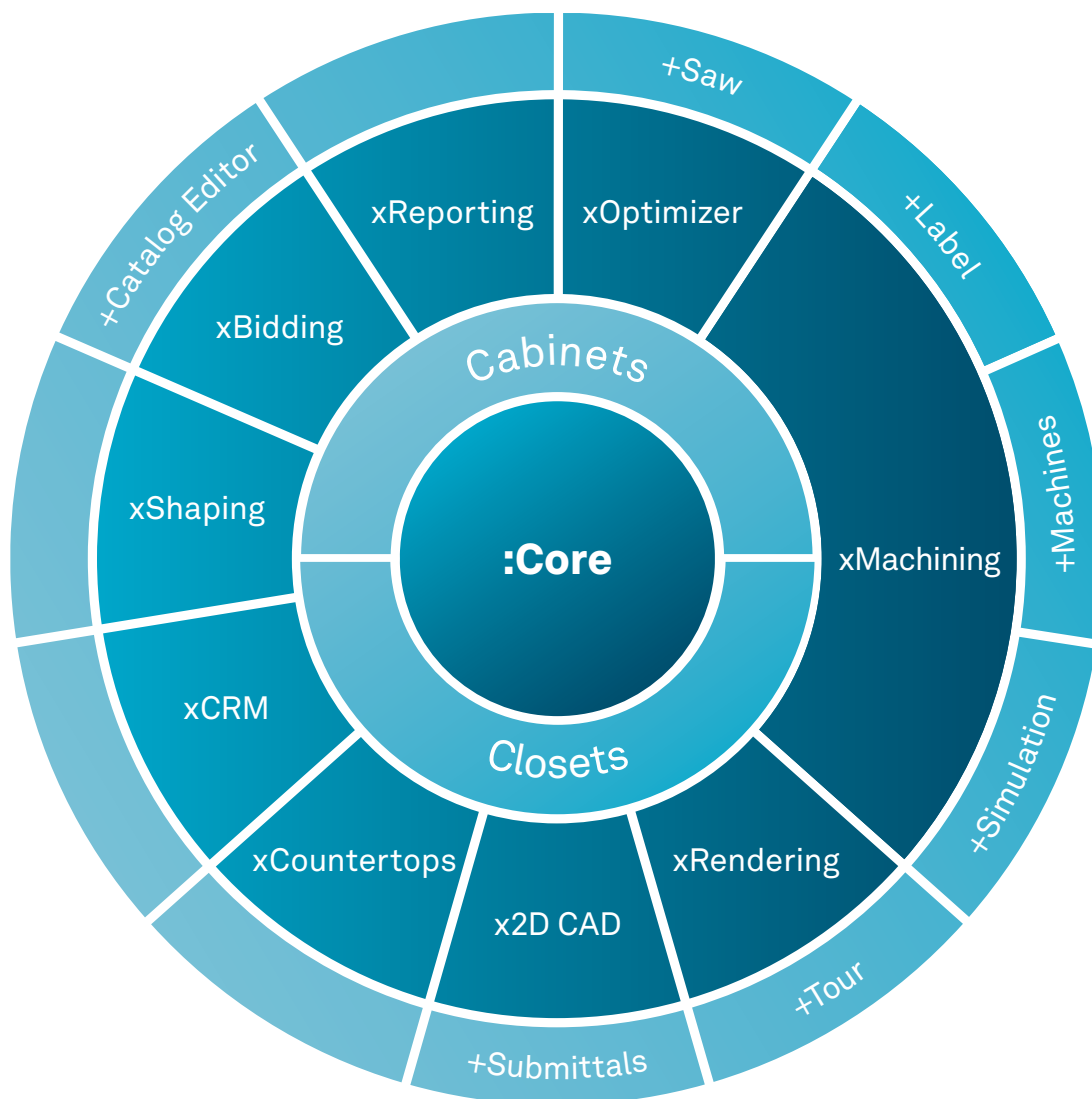 +Saw
+Label
+Catalog Editor
xReporting
xOptimizer
xBidding
Cabinets
+Machines
xShaping
:Core
xMachining
xCRM
Closets
+Simulation
xCountertops
xRendering
x2D CAD
+Tour
+Submittals